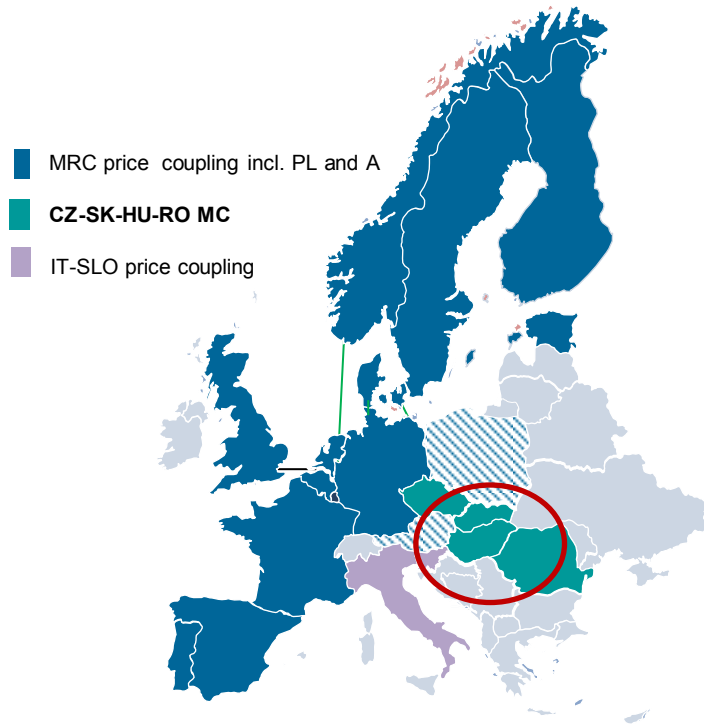 MRC price coupling incl. PL and A
CZ-SK-HU-RO MC
IT-SLO price coupling